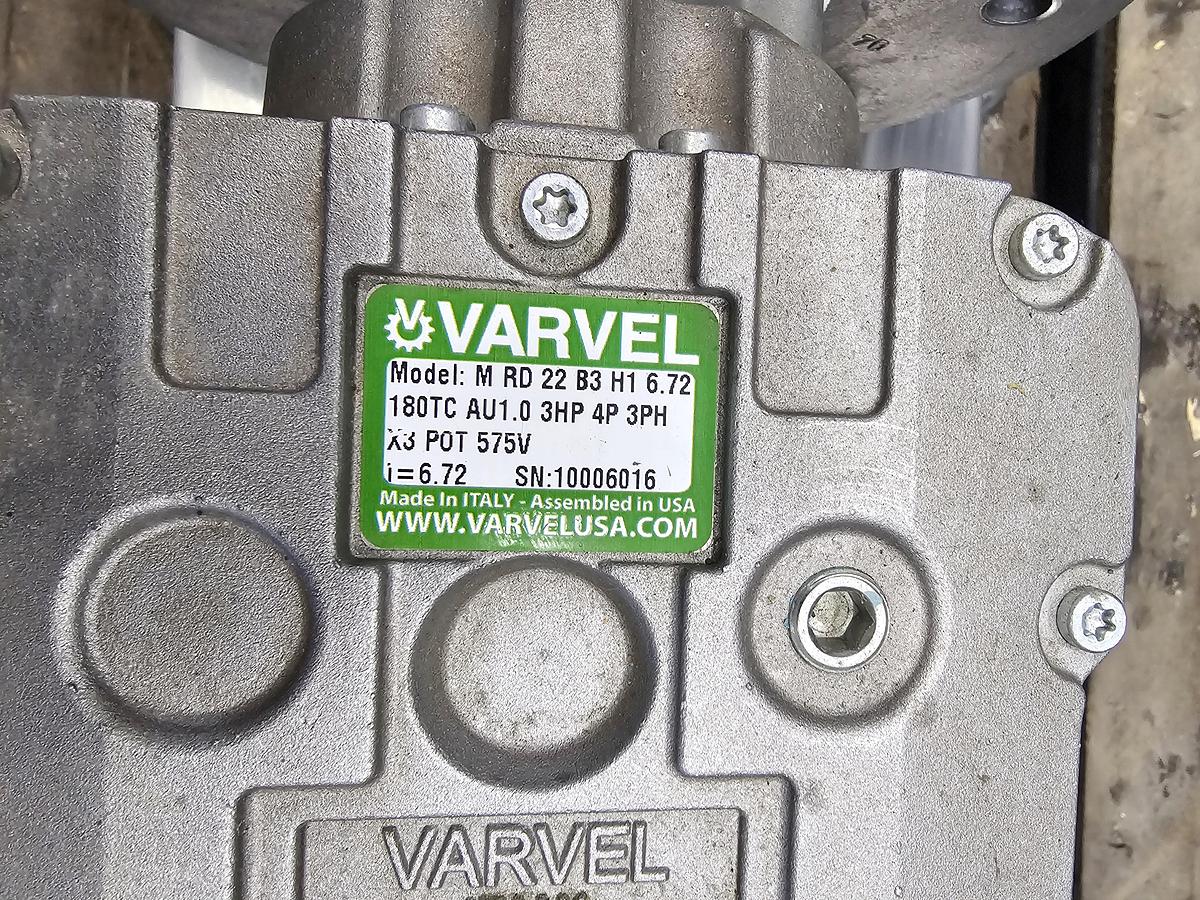 70
VARVEL
Model: M RD 22 B3 H1 6.72
180TC AU1.0 3HP 4P 3PH
X3 POT 575V
i=6.72 SN:10006016
Made In ITALY - Assembled in USA
WWW.VARVELUSA.COM
VARVEL